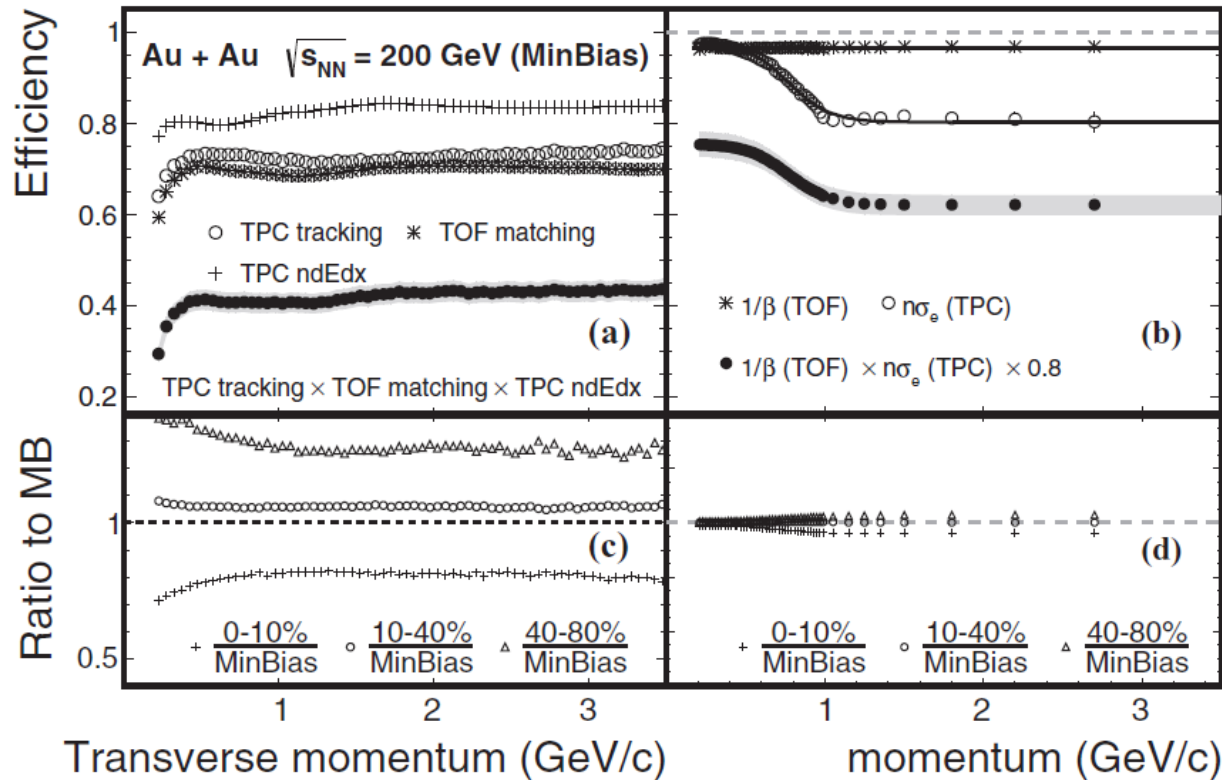 Efficiency
1
0.8
0.6
0.4
0.2
Au + Au √sNN = 200 GeV (MinBias)
○ TPC tracking ∗ TOF matching
+ TPC ndEdx
(a)
TPC tracking × TOF matching × TPC ndEdx
∗ 1/β (TOF) ○ nσe (TPC)
(b)
● 1/β (TOF) × nσe (TPC) × 0.8
Ratio to MB
1
0.5
(c)
+ 0-10%/MinBias ○ 10-40%/MinBias △ 40-80%/MinBias
(d)
+ 0-10%/MinBias ○ 10-40%/MinBias △ 40-80%/MinBias
1 2 3
1 2 3
Transverse momentum (GeV/c)
momentum (GeV/c)